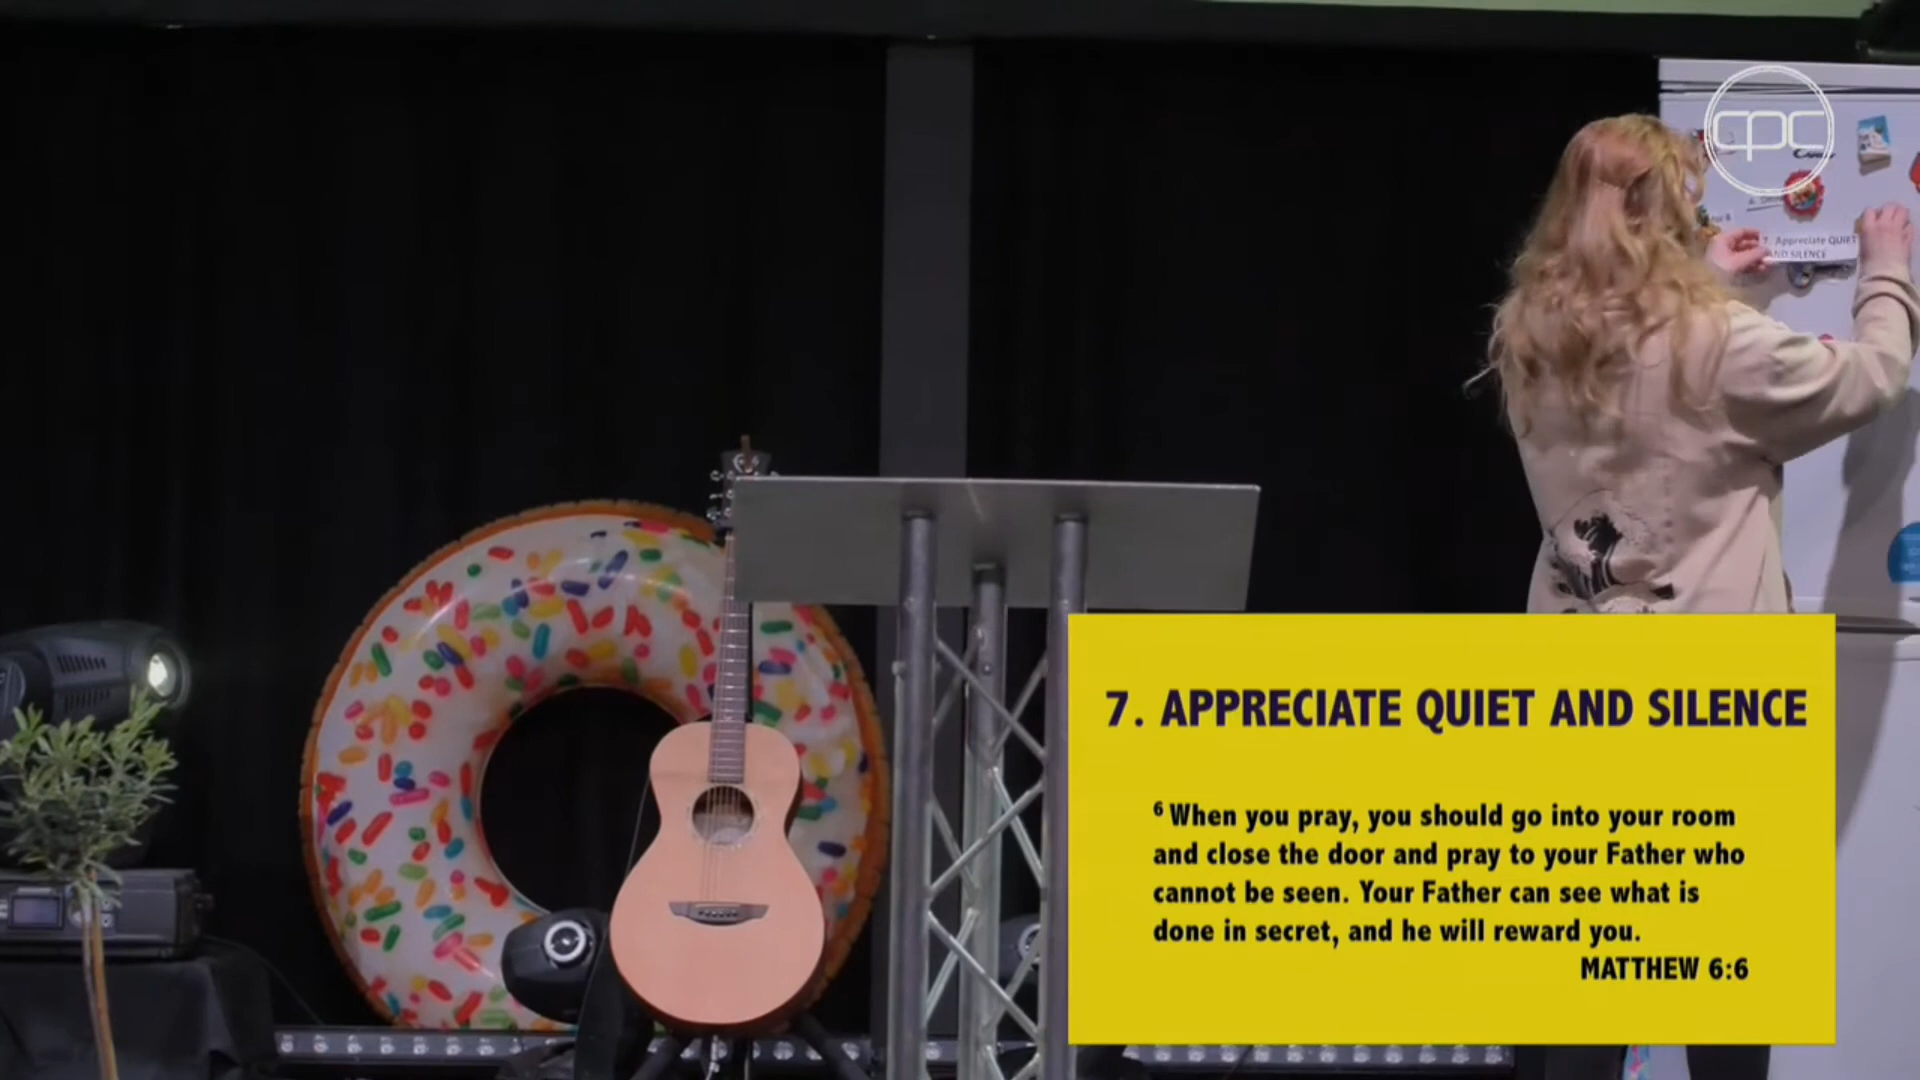 cpc
CANDY
7. Appreciate QUIET
AND SILENCE
7. APPRECIATE QUIET AND SILENCE
6 When you pray, you should go into your room
and close the door and pray to your Father who
cannot be seen. Your Father can see what is
done in secret, and he will reward you.
MATTHEW 6:6